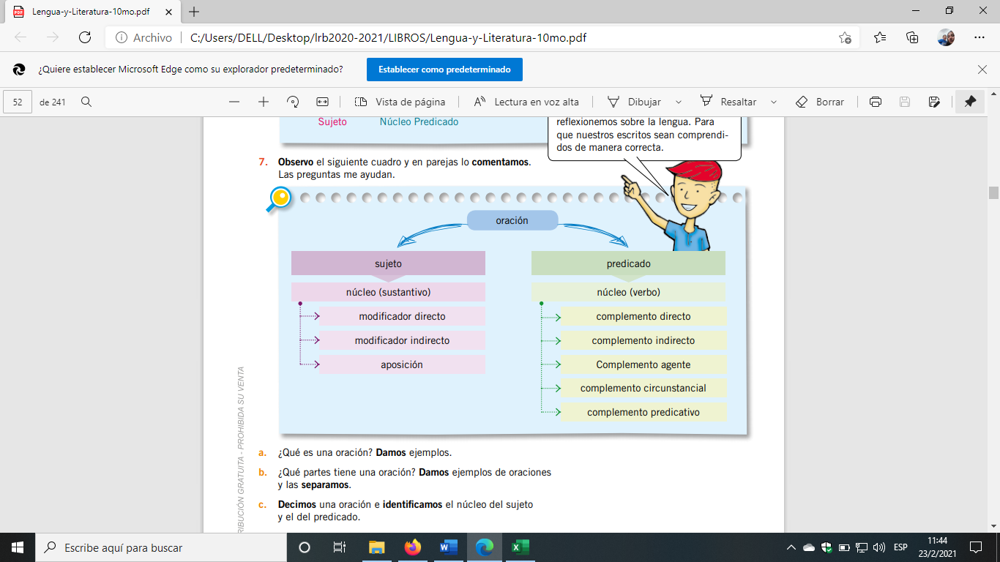 Lengua-y-Literatura-10mo.pdf
Archivo
C:/Users/DELL/Desktop/lrb2020-2021/LIBROS/Lengua-y-Literatura-10mo.pdf
¿Quiere establecer Microsoft Edge como su explorador predeterminado?
Establecer como predeterminado
52 de 241
Vista de página
Lectura en voz alta
Dibujar
Resaltar
Borrar
Sujeto Núcleo Predicado
reflexionemos sobre la lengua. Para
que nuestros escritos sean comprendi-
dos de manera correcta.
7. Observo el siguiente cuadro y en parejas lo comentamos.
Las preguntas me ayudan.
oración
sujeto
núcleo (sustantivo)
modificador directo
modificador indirecto
aposición
predicado
núcleo (verbo)
complemento directo
complemento indirecto
Complemento agente
complemento circunstancial
complemento predicativo
a. ¿Qué es una oración? Damos ejemplos.
b. ¿Qué partes tiene una oración? Damos ejemplos de oraciones
y las separamos.
c. Decimos una oración e identificamos el núcleo del sujeto
y el del predicado.
RIBUCIÓN GRATUITA - PROHIBIDA SU VENTA
Escribe aquí para buscar
ESP
11:44
23/2/2021